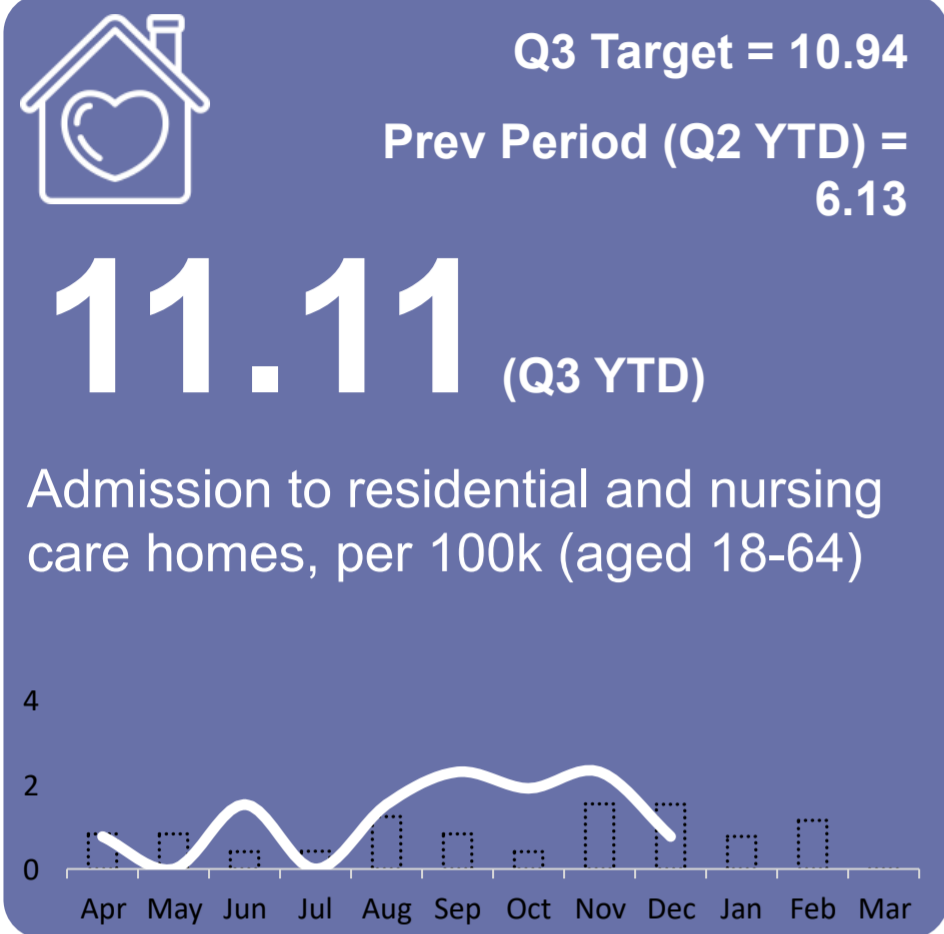 Q3 Target = 10.94
Prev Period (Q2 YTD) =
6.13
11.11 (Q3 YTD)
Admission to residential and nursing
care homes, per 100k (aged 18-64)
4
2
0
Apr May Jun Jul Aug Sep Oct Nov Dec Jan Feb Mar